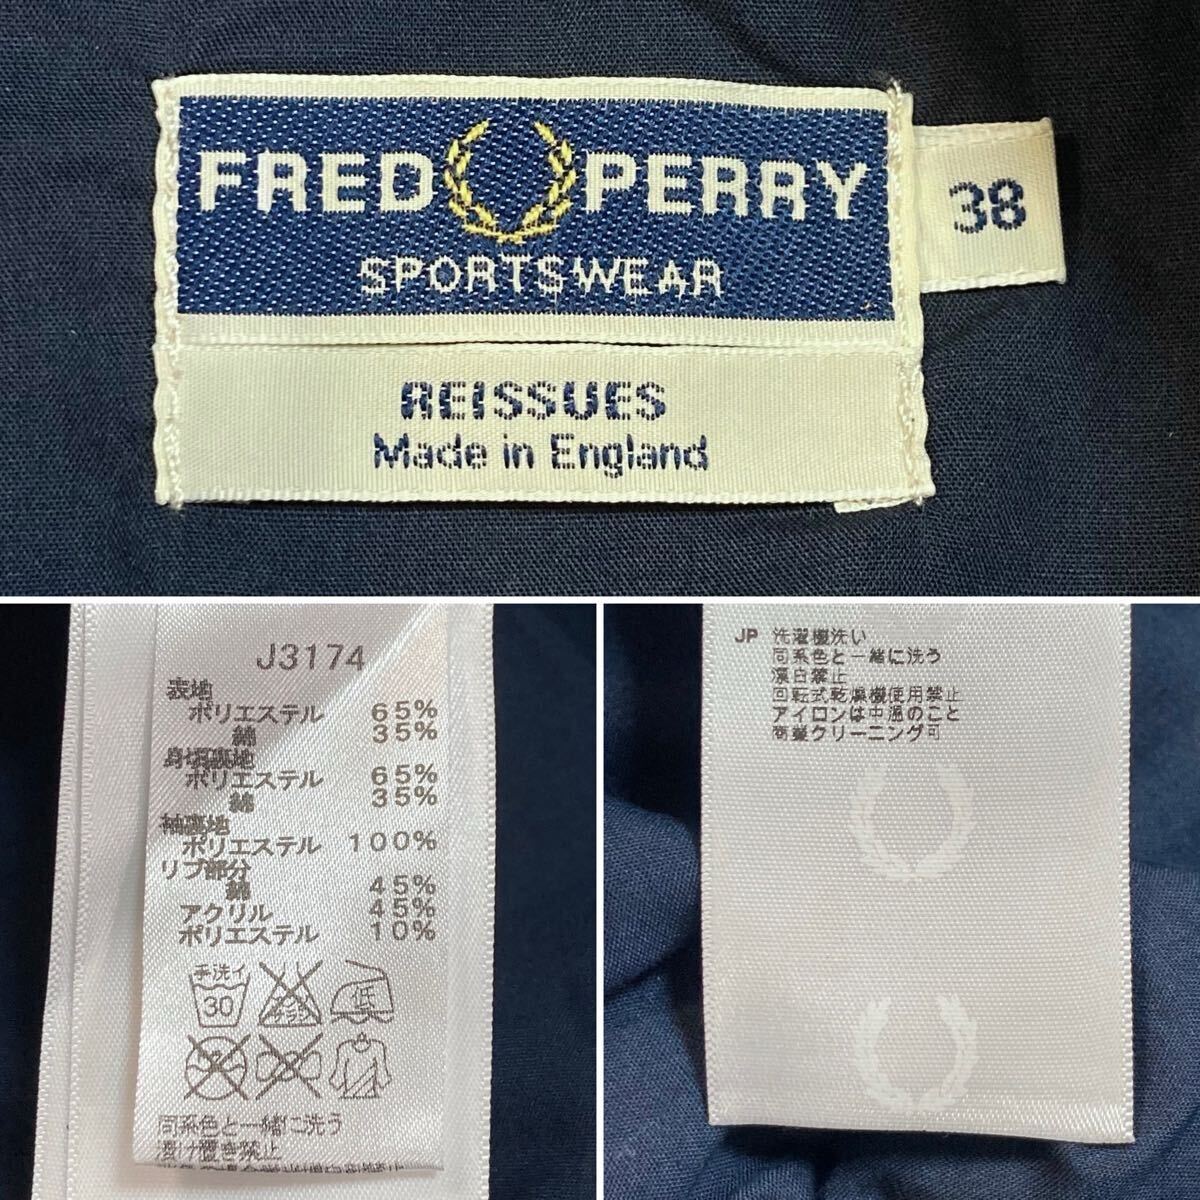 FRED PERRY
SPORTSWEAR
38
REISSUES
Made in England
J3174
表地
ポリエステル 65%
綿 35%
身頃裏地
ポリエステル 65%
綿 35%
袖裏地
ポリエステル 100%
リブ部分
綿 45%
アクリル 45%
ポリエステル 10%
手洗イ
30
低
同系色と一緒に洗う
漬け置き禁止
JP 洗濯機洗い
同系色と一緒に洗う
漂白禁止
回転式乾燥機使用禁止
アイロンは中温のこと
商業クリーニング可